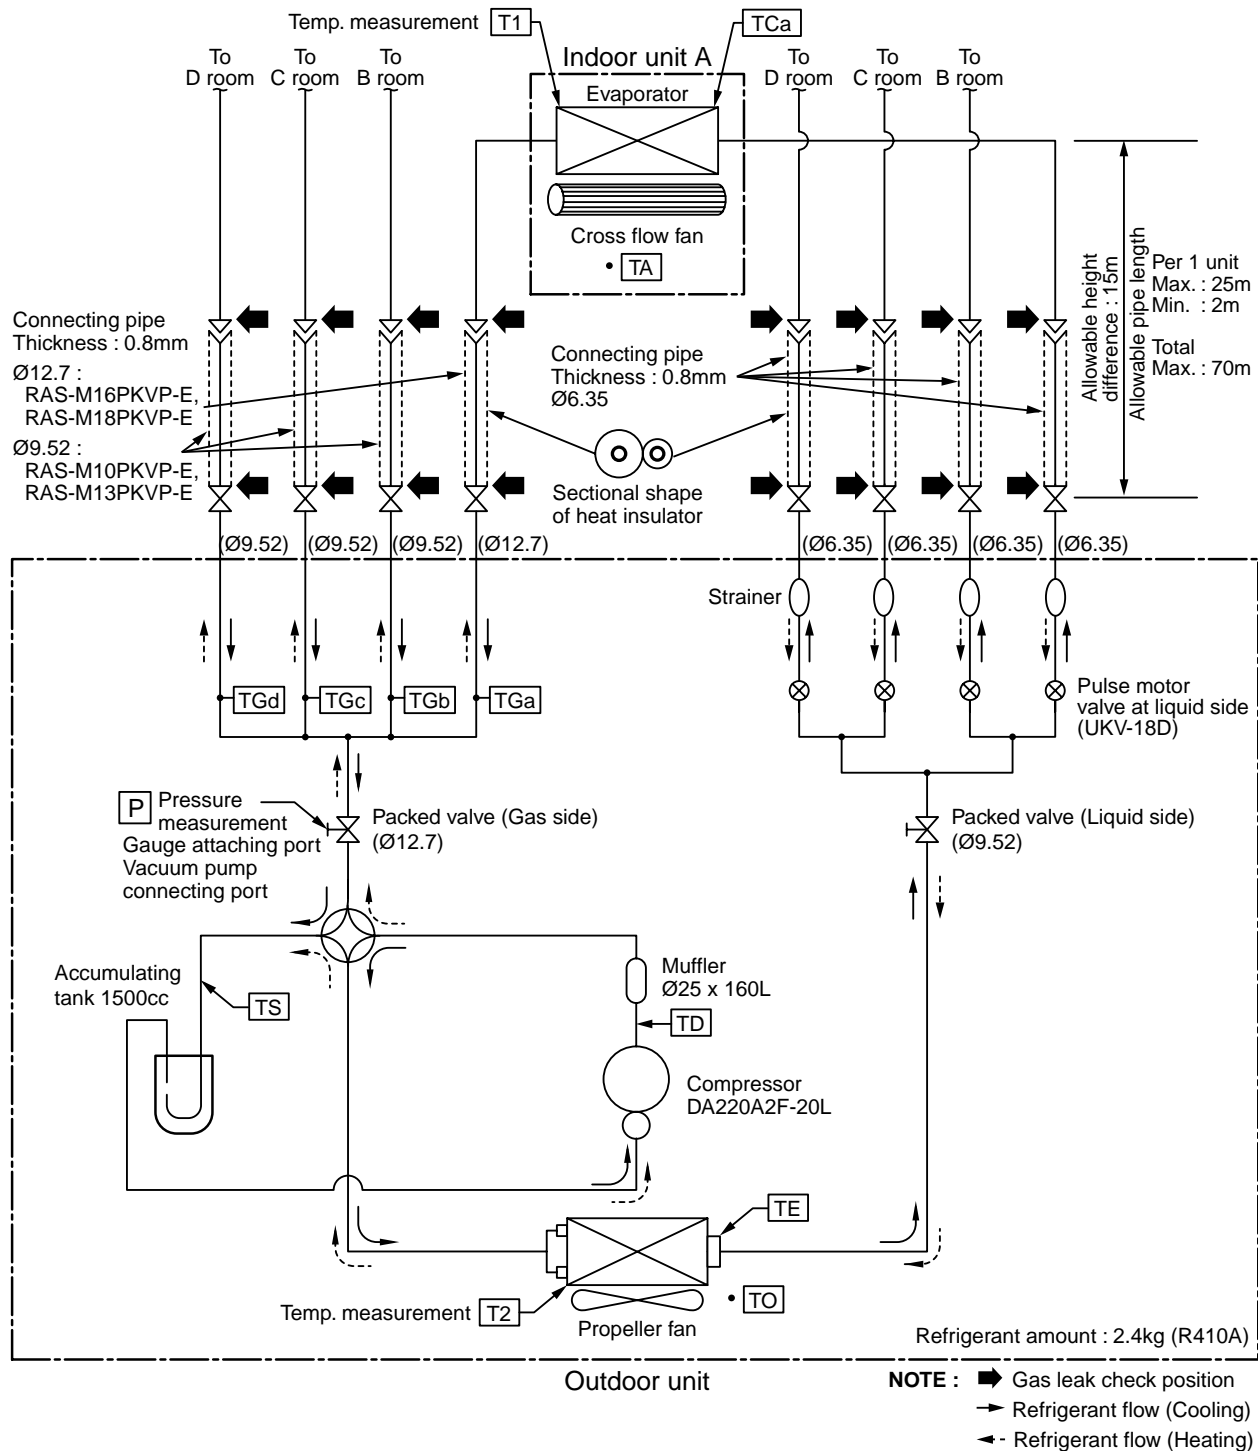 Temp. measurement T1
TCa
To
D room
To
C room
To
B room
Indoor unit A
Evaporator
Cross flow fan
• TA
To
D room
To
C room
To
B room
Allowable height
difference : 15m
Allowable pipe length
Per 1 unit
Max. : 25m
Min. : 2m
Total
Max. : 70m
Connecting pipe
Thickness : 0.8mm
Ø12.7 :
RAS-M16PKVP-E,
RAS-M18PKVP-E
Ø9.52 :
RAS-M10PKVP-E,
RAS-M13PKVP-E
Connecting pipe
Thickness : 0.8mm
Ø6.35
Sectional shape
of heat insulator
(Ø9.52) (Ø9.52) (Ø9.52) (Ø12.7)
(Ø6.35) (Ø6.35) (Ø6.35) (Ø6.35)
Strainer
TGd TGc TGb TGa
Pulse motor
valve at liquid side
(UKV-18D)
P Pressure
measurement
Gauge attaching port
Vacuum pump
connecting port
Packed valve (Gas side)
(Ø12.7)
Packed valve (Liquid side)
(Ø9.52)
Accumulating
tank 1500cc
TS
Muffler
Ø25 x 160L
TD
Compressor
DA220A2F-20L
TE
Temp. measurement T2
• TO
Propeller fan
Refrigerant amount : 2.4kg (R410A)
Outdoor unit
NOTE : Gas leak check position
Refrigerant flow (Cooling)
Refrigerant flow (Heating)